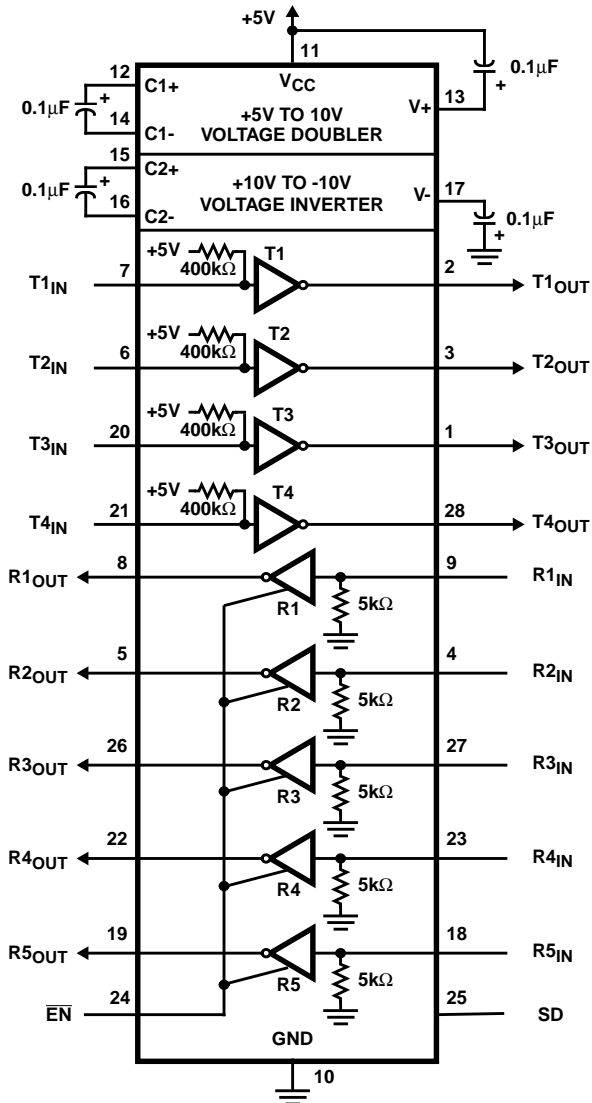 +5V
11
12 C1+ VCC 0.1µF
+
0.1µF + +5V TO 10V V+ 13
14 C1- VOLTAGE DOUBLER
15 C2+
0.1µF + +10V TO -10V V- 17
16 C2- VOLTAGE INVERTER 0.1µF
+
+5V T1
T1IN 7 400kΩ 2 T1OUT
+5V T2
T2IN 6 400kΩ 3 T2OUT
+5V T3
T3IN 20 400kΩ 1 T3OUT
+5V T4
T4IN 21 400kΩ 28 T4OUT
R1OUT 8 9 R1IN
R1 5kΩ
R2OUT 5 4 R2IN
R2 5kΩ
R3OUT 26 27 R3IN
R3 5kΩ
R4OUT 22 23 R4IN
R4 5kΩ
R5OUT 19 18 R5IN
R5 5kΩ
EN 24 25 SD
GND
10